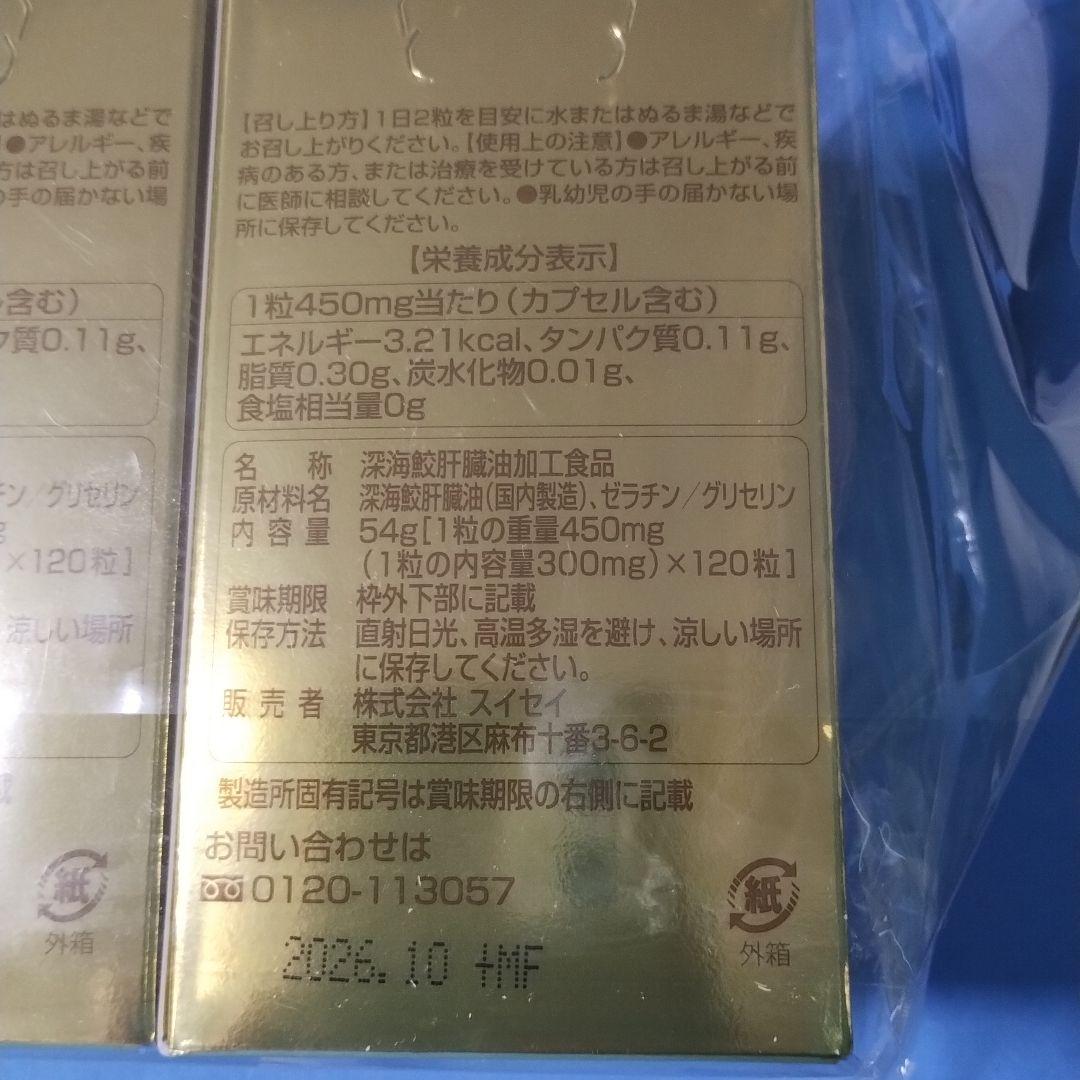 はぬるま湯などで
●アレルギー、疾
方は召し上がる前
の手の届かない場
ル含む）
ク質0.11g、
チン／グリセリン
g
）×120粒］
涼しい場所
載
紙
外箱
【召し上り方】1日2粒を目安に水またはぬるま湯などで
お召し上がりください。【使用上の注意】●アレルギー、疾
病のある方、または治療を受けている方は召し上がる前
に医師に相談してください。●乳幼児の手の届かない場
所に保存してください。
【栄養成分表示】
1粒450mg当たり（カプセル含む）
エネルギー3.21kcal、タンパク質0.11g、
脂質0.30g、炭水化物0.01g、
食塩相当量0g
名称 深海鮫肝臓油加工食品
原材料名 深海鮫肝臓油（国内製造）、ゼラチン／グリセリン
内容量 54g［1粒の重量450mg
（1粒の内容量300mg）×120粒］
賞味期限 枠外下部に記載
保存方法 直射日光、高温多湿を避け、涼しい場所
に保存してください。
販売者 株式会社 スイセイ
東京都港区麻布十番3-6-2
製造所固有記号は賞味期限の右側に記載
お問い合わせは
0120-113057
紙
外箱
2026.10 +MF